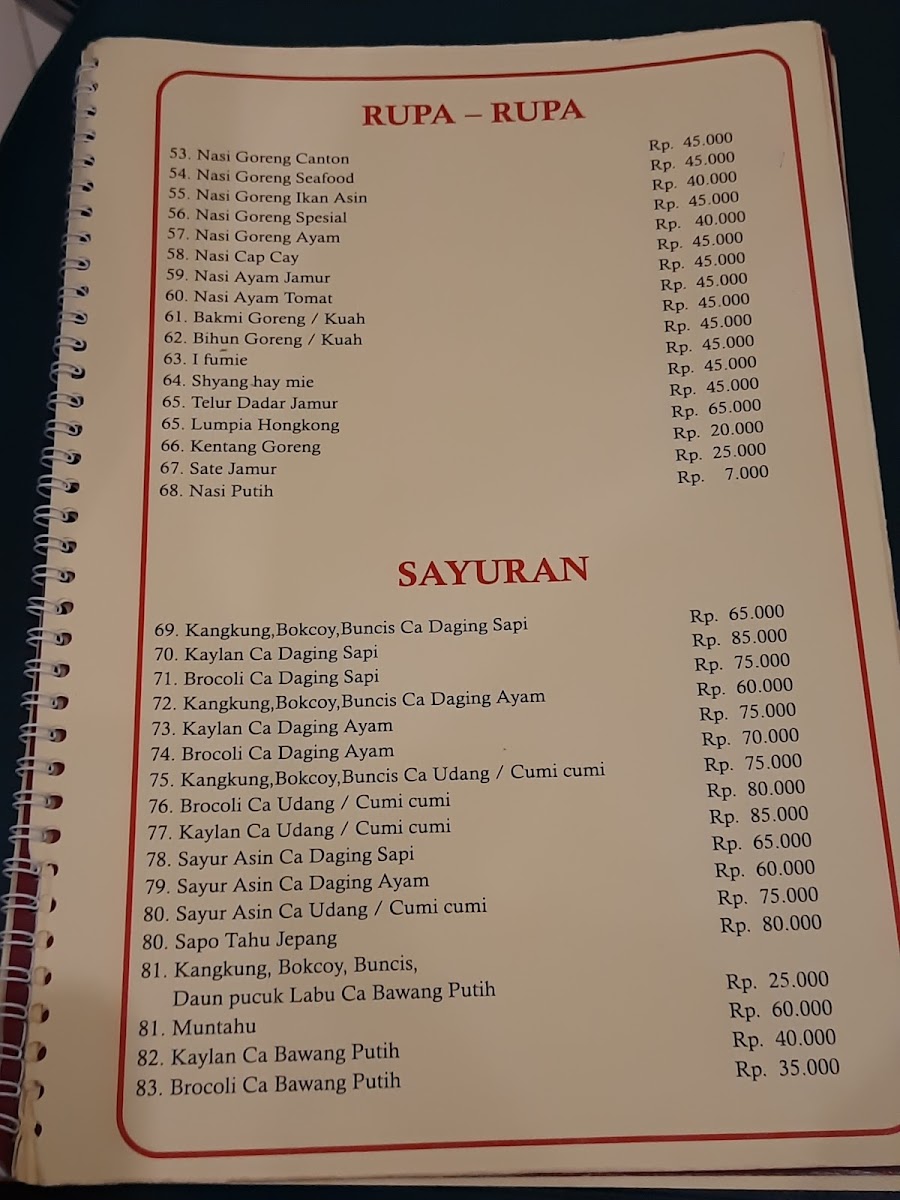 RUPA – RUPA
53. Nasi Goreng Canton Rp. 45.000
54. Nasi Goreng Seafood Rp. 45.000
55. Nasi Goreng Ikan Asin Rp. 40.000
56. Nasi Goreng Spesial Rp. 45.000
57. Nasi Goreng Ayam Rp. 40.000
58. Nasi Cap Cay Rp. 45.000
59. Nasi Ayam Jamur Rp. 45.000
60. Nasi Ayam Tomat Rp. 45.000
61. Bakmi Goreng / Kuah Rp. 45.000
62. Bihun Goreng / Kuah Rp. 45.000
63. I fumie Rp. 45.000
64. Shyang hay mie Rp. 45.000
65. Telur Dadar Jamur Rp. 45.000
65. Lumpia Hongkong Rp. 65.000
66. Kentang Goreng Rp. 20.000
67. Sate Jamur Rp. 25.000
68. Nasi Putih Rp. 7.000
SAYURAN
69. Kangkung,Bokcoy,Buncis Ca Daging Sapi Rp. 65.000
70. Kaylan Ca Daging Sapi Rp. 85.000
71. Brocoli Ca Daging Sapi Rp. 75.000
72. Kangkung,Bokcoy,Buncis Ca Daging Ayam Rp. 60.000
73. Kaylan Ca Daging Ayam Rp. 75.000
74. Brocoli Ca Daging Ayam Rp. 70.000
75. Kangkung,Bokcoy,Buncis Ca Udang / Cumi cumi Rp. 75.000
76. Brocoli Ca Udang / Cumi cumi Rp. 80.000
77. Kaylan Ca Udang / Cumi cumi Rp. 85.000
78. Sayur Asin Ca Daging Sapi Rp. 65.000
79. Sayur Asin Ca Daging Ayam Rp. 60.000
80. Sayur Asin Ca Udang / Cumi cumi Rp. 75.000
80. Sapo Tahu Jepang Rp. 80.000
81. Kangkung, Bokcoy, Buncis,
Daun pucuk Labu Ca Bawang Putih Rp. 25.000
81. Muntahu Rp. 60.000
82. Kaylan Ca Bawang Putih Rp. 40.000
83. Brocoli Ca Bawang Putih Rp. 35.000